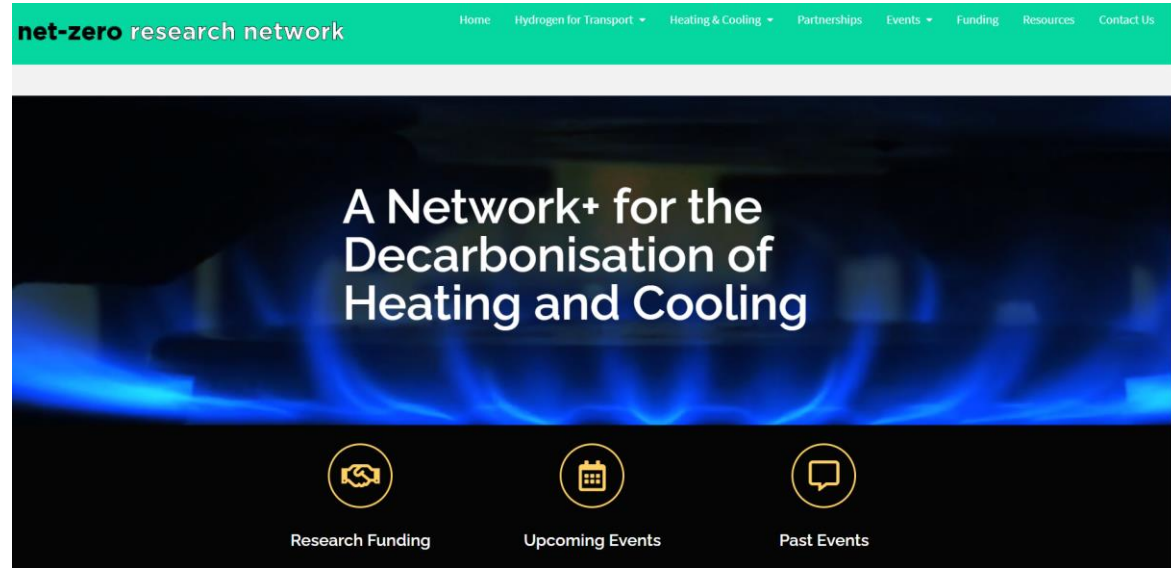 net-zero research network
Home Hydrogen for Transport Heating & Cooling Partnerships Events Funding Resources Contact Us
A Network+ for the
Decarbonisation of
Heating and Cooling
Research Funding Upcoming Events Past Events